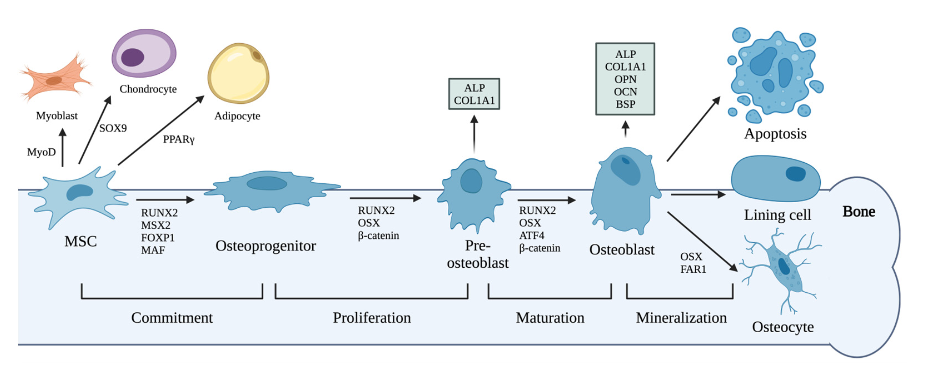 Myoblast
Chondrocyte
Adipocyte
MyoD
SOX9
PPARγ
ALP
COL1A1
ALP
COL1A1
OPN
OCN
BSP
Apoptosis
MSC
RUNX2
MSX2
FOXP1
MAF
Osteoprogenitor
RUNX2
OSX
β-catenin
Pre-
osteoblast
RUNX2
OSX
ATF4
β-catenin
Osteoblast
Lining cell
Bone
OSX
FAR1
Osteocyte
Commitment
Proliferation
Maturation
Mineralization